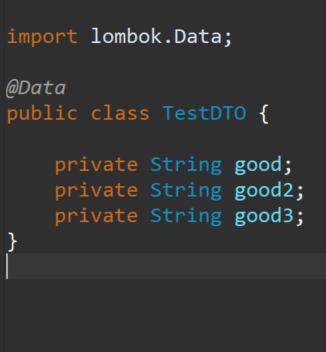 import lombok.Data;
@Data
public class TestDTO {
private String good;
private String good2;
private String good3;
}